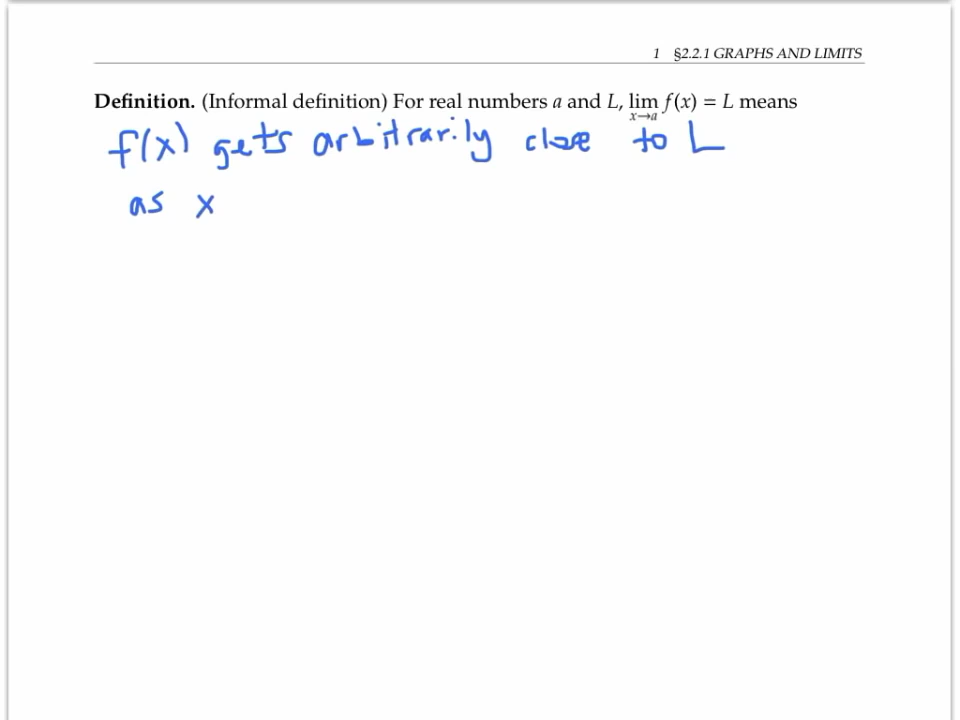 1 §2.2.1 GRAPHS AND LIMITS
Definition. (Informal definition) For real numbers a and L, lim x→a f(x) = L means
f(x) gets arbitrarily close to L
as x